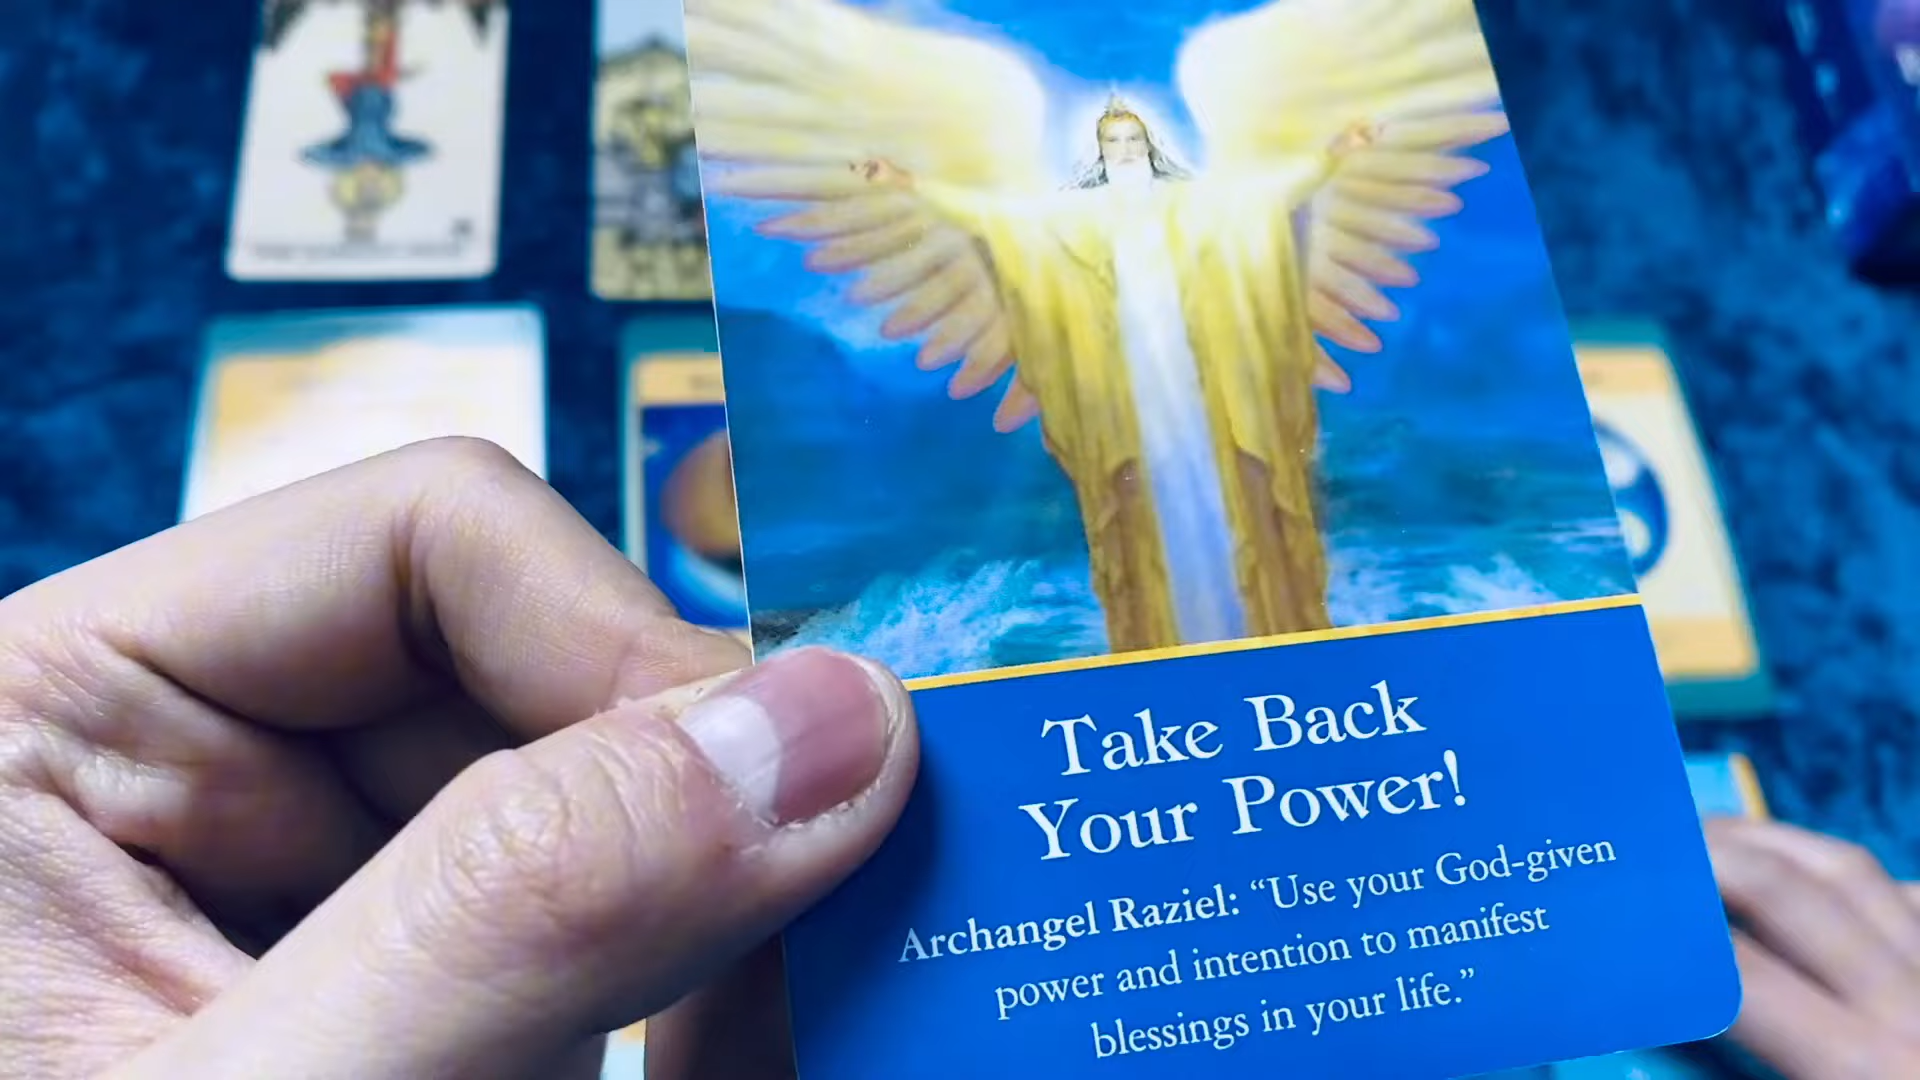 Take Back
Your Power!
Archangel Raziel: “Use your God-given
power and intention to manifest
blessings in your life.”